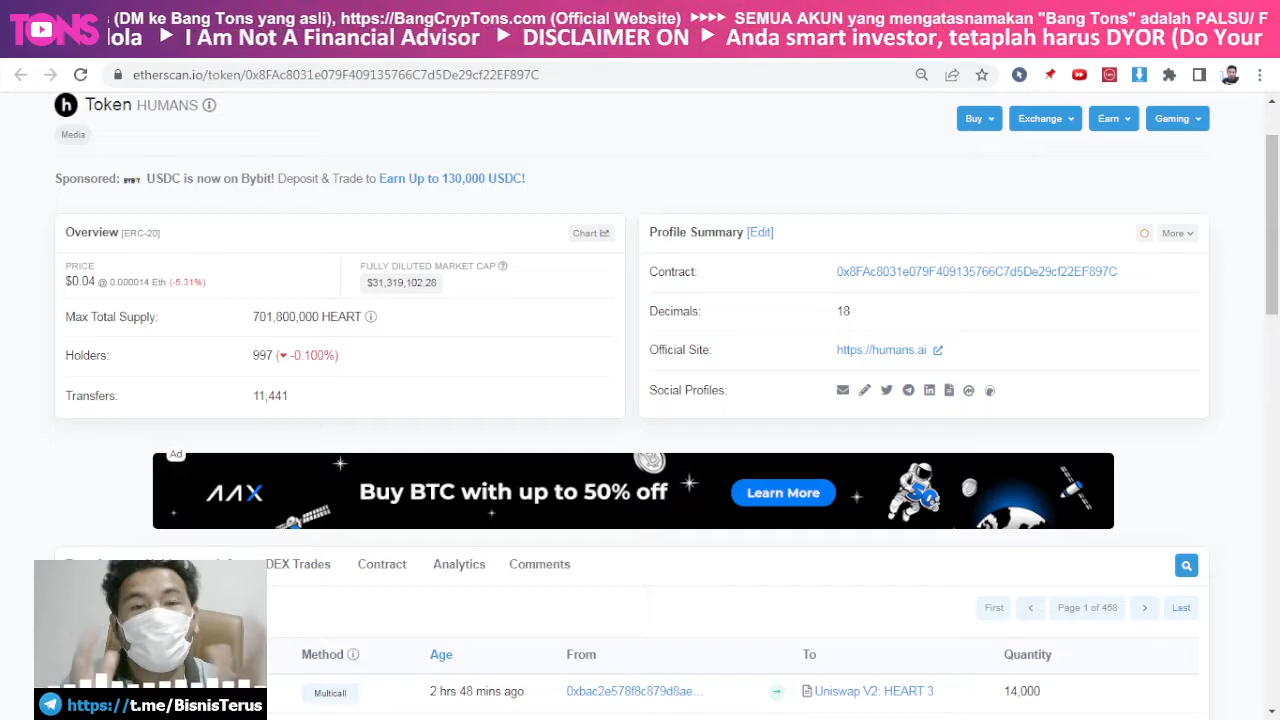 TONS
(DM ke Bang Tons yang asli), https://BangCrypTons.com (Official Website) ▸▸▸▸ SEMUA AKUN yang mengatasnamakan "Bang Tons" adalah PALSU/ F
I Am Not A Financial Advisor ▶ DISCLAIMER ON ▶ Anda smart investor, tetaplah harus DYOR (Do Your
etherscan.io/token/0x8FAc8031e079F409135766C7d5De29cf22EF897C
h Token HUMANS
Media
Buy Exchange Earn Gaming
Sponsored: BYBIT USDC is now on Bybit! Deposit & Trade to Earn Up to 130,000 USDC!
Overview [ERC-20] Chart
PRICE
$0.04 @ 0.000014 Eth (-5.31%)
FULLY DILUTED MARKET CAP
$31,319,102.28
Max Total Supply: 701,800,000 HEART
Holders: 997 (-0.100%)
Transfers: 11,441
Profile Summary [Edit] More
Contract: 0x8FAc8031e079F409135766C7d5De29cf22EF897C
Decimals: 18
Official Site: https://humans.ai
Social Profiles:
Ad
AAX Buy BTC with up to 50% off Learn More 50%
DEX Trades Contract Analytics Comments
First Page 1 of 458 Last
Method Age From To Quantity
Multicall 2 hrs 48 mins ago 0xbac2e578f8c879d8ae... Uniswap V2: HEART 3 14,000
https://t.me/BisnisTerus